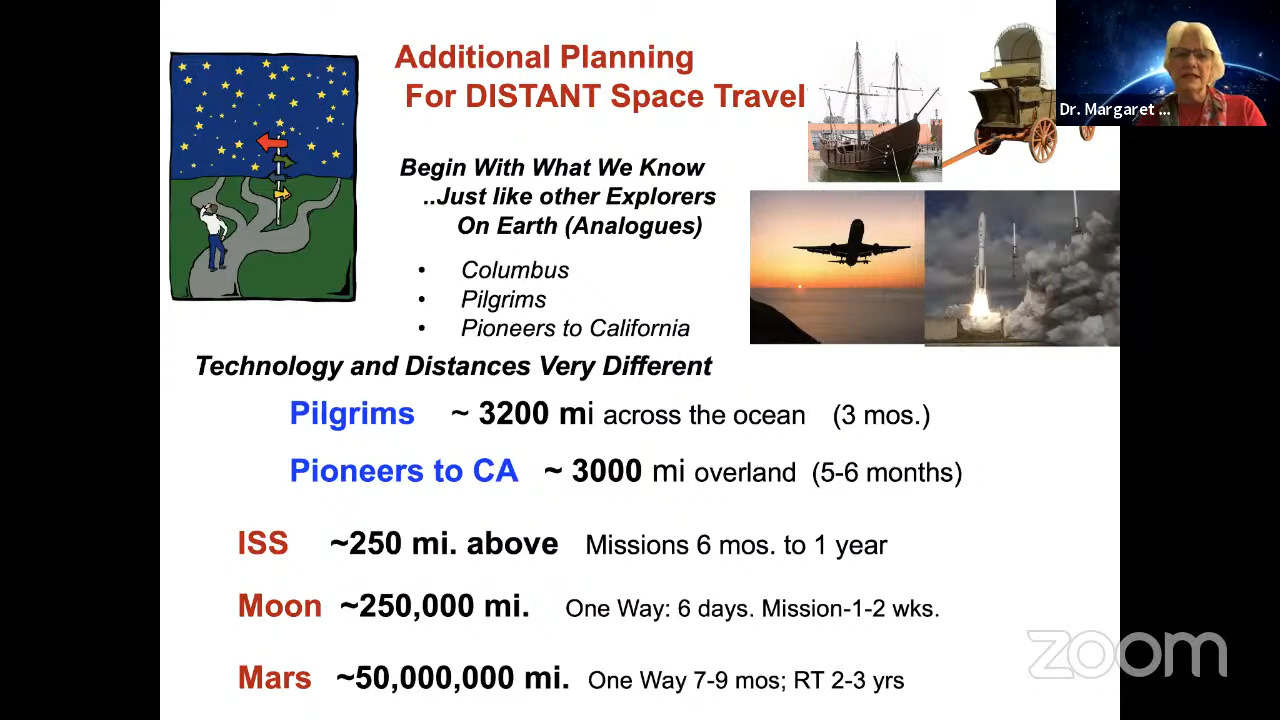 Additional Planning
For DISTANT Space Travel
Dr. Margaret ...
Begin With What We Know
..Just like other Explorers
On Earth (Analogues)
• Columbus
• Pilgrims
• Pioneers to California
Technology and Distances Very Different
Pilgrims ~ 3200 mi across the ocean (3 mos.)
Pioneers to CA ~ 3000 mi overland (5-6 months)
ISS ~250 mi. above Missions 6 mos. to 1 year
Moon ~250,000 mi. One Way: 6 days. Mission-1-2 wks.
Mars ~50,000,000 mi. One Way 7-9 mos; RT 2-3 yrs
zoom